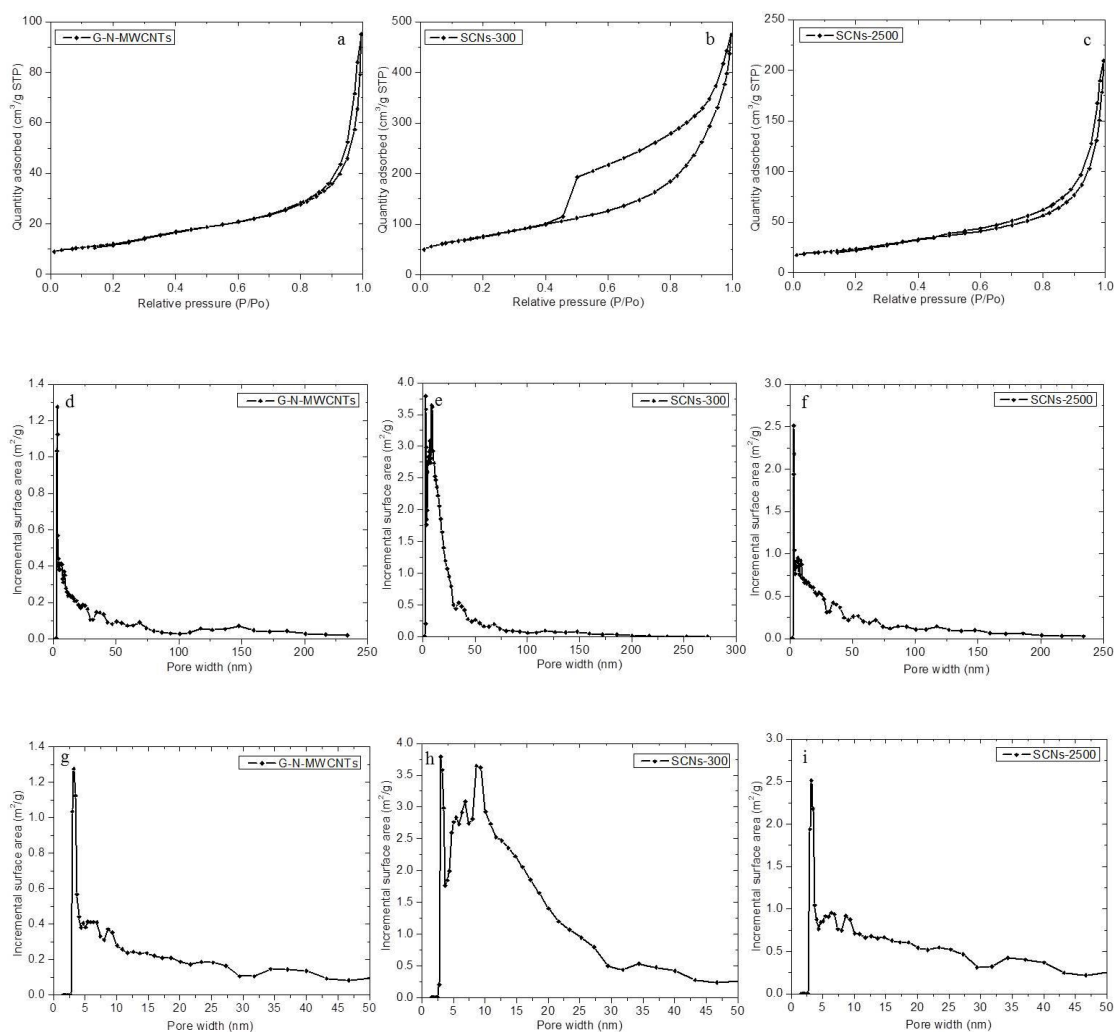 G-N-MWCNTs a
100
80
60
40
20
0
0.0 0.2 0.4 0.6 0.8 1.0
Quantity adsorbed (cm³/g STP)
Relative pressure (P/Po)
SCNs-300 b
500
400
300
200
100
0
0.0 0.2 0.4 0.6 0.8 1.0
Quantity adsorbed (cm³/g STP)
Relative pressure (P/Po)
SCNs-2500 c
250
200
150
100
50
0
0.0 0.2 0.4 0.6 0.8 1.0
Quantity adsorbed (cm³/g STP)
Relative pressure (P/Po)
d G-N-MWCNTs
1.4
1.2
1.0
0.8
0.6
0.4
0.2
0.0
0 50 100 150 200 250
Incremental surface area (m²/g)
Pore width (nm)
e SCNs-300
4.0
3.5
3.0
2.5
2.0
1.5
1.0
0.5
0.0
0 50 100 150 200 250 300
Incremental surface area (m²/g)
Pore width (nm)
f SCNs-2500
3.0
2.5
2.0
1.5
1.0
0.5
0.0
0 50 100 150 200 250
Incremental surface area (m²/g)
Pore width (nm)
g G-N-MWCNTs
1.4
1.2
1.0
0.8
0.6
0.4
0.2
0.0
0 5 10 15 20 25 30 35 40 45 50
Incremental surface area (m²/g)
Pore width (nm)
h SCNs-300
4.0
3.5
3.0
2.5
2.0
1.5
1.0
0.5
0.0
0 5 10 15 20 25 30 35 40 45 50
Incremental surface area (m²/g)
Pore width (nm)
i SCNs-2500
3.0
2.5
2.0
1.5
1.0
0.5
0.0
0 5 10 15 20 25 30 35 40 45 50
Incremental surface area (m²/g)
Pore width (nm)